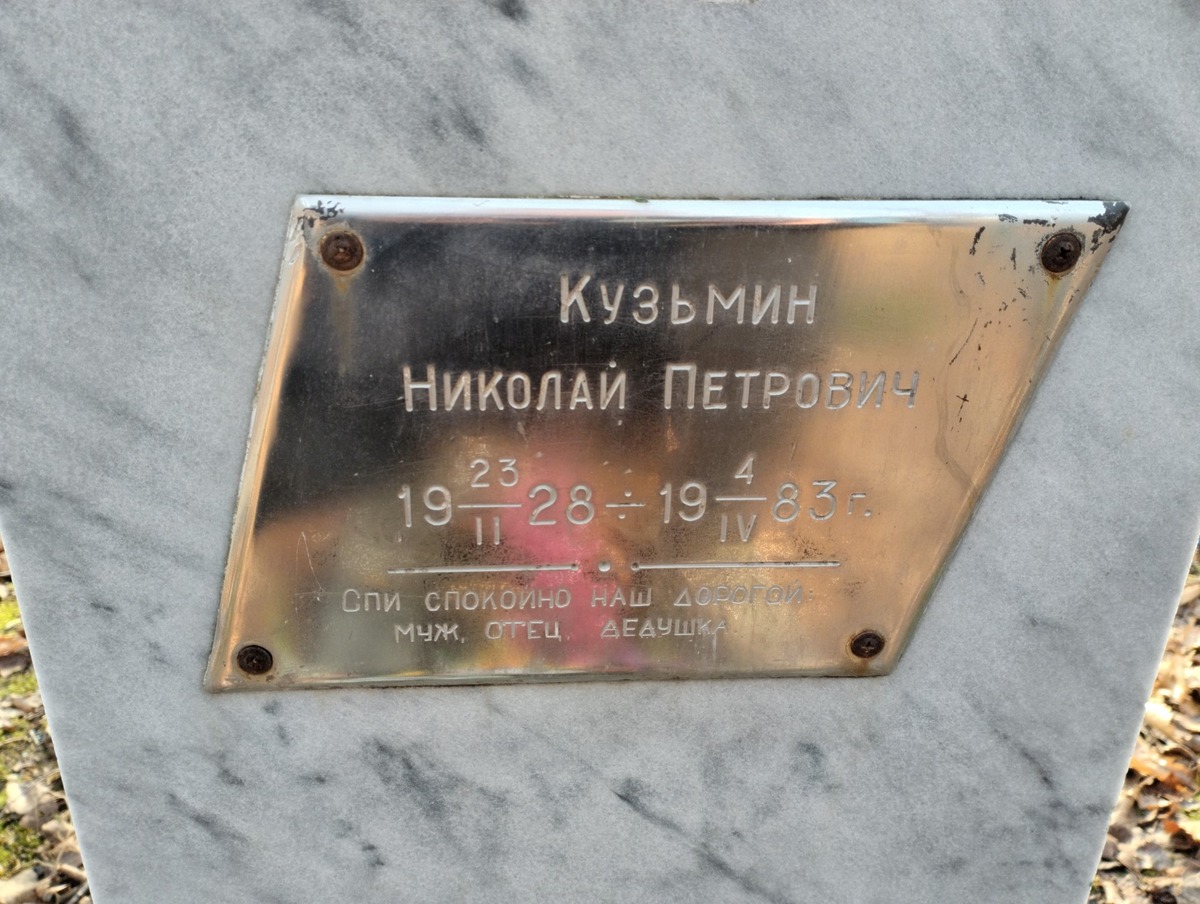 Кузьмин
Николай Петрович
19 23/II 28 ÷ 19 4/IV 83 г.
Спи спокойно наш дорогой:
муж, отец, дедушка